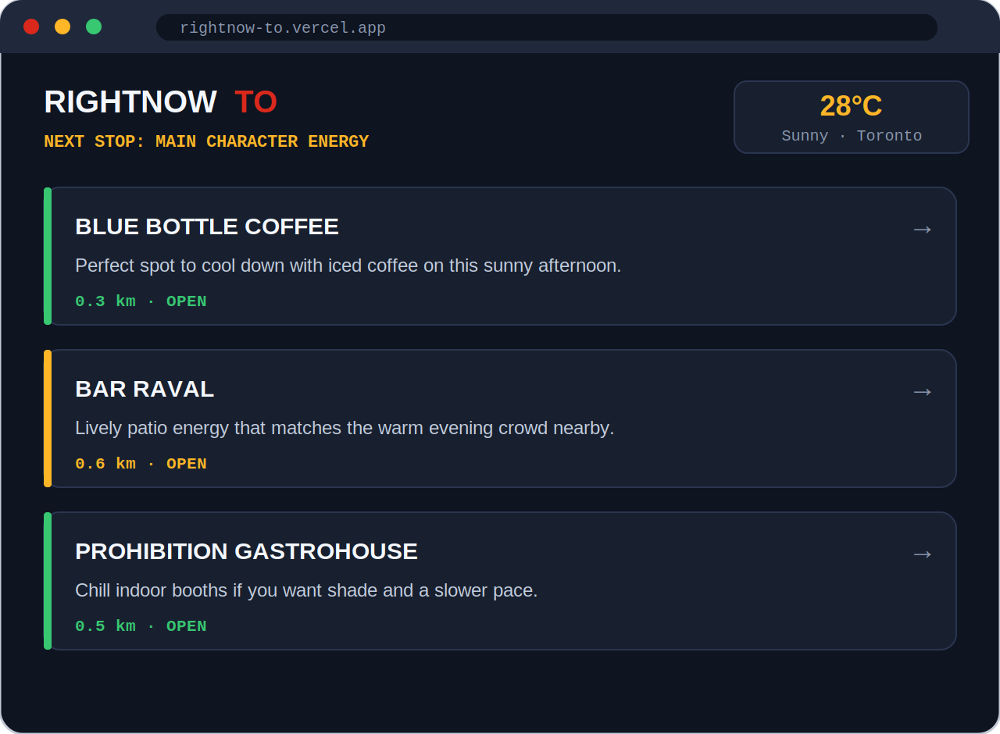 rightnow-to.vercel.app
RIGHTNOW TO
NEXT STOP: MAIN CHARACTER ENERGY
28°C
Sunny · Toronto
BLUE BOTTLE COFFEE →
Perfect spot to cool down with iced coffee on this sunny afternoon.
0.3 km · OPEN
BAR RAVAL →
Lively patio energy that matches the warm evening crowd nearby.
0.6 km · OPEN
PROHIBITION GASTROHOUSE →
Chill indoor booths if you want shade and a slower pace.
0.5 km · OPEN